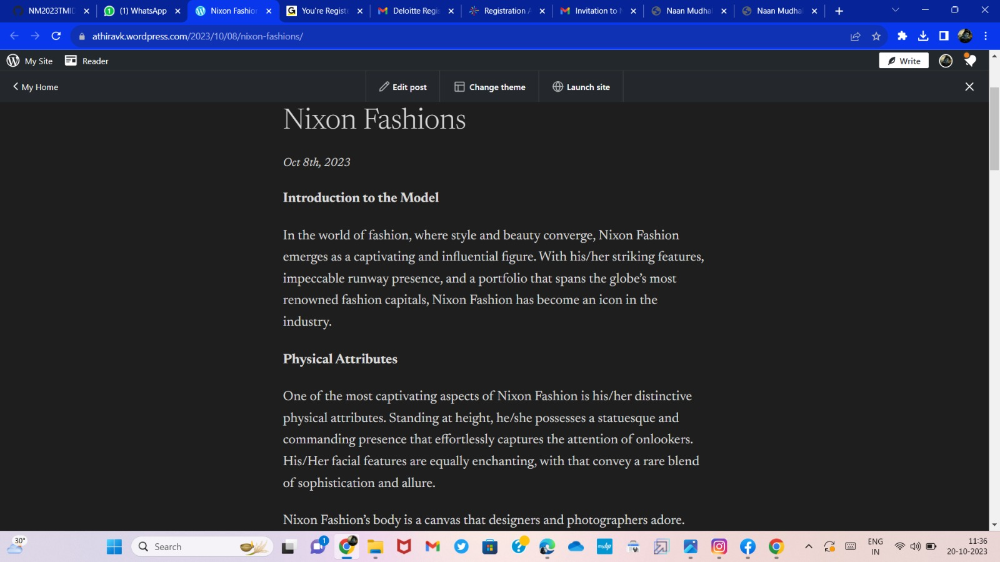 NM2023TMID
(1) WhatsApp
Nixon Fashion
You're Registe
Deloitte Regis
Registration A
Invitation to N
Naan Mudhal
Naan Mudhal
athiravk.wordpress.com/2023/10/08/nixon-fashions/
My Site
Reader
Write
My Home
Edit post
Change theme
Launch site
Nixon Fashions
Oct 8th, 2023
Introduction to the Model
In the world of fashion, where style and beauty converge, Nixon Fashion
emerges as a captivating and influential figure. With his/her striking features,
impeccable runway presence, and a portfolio that spans the globe’s most
renowned fashion capitals, Nixon Fashion has become an icon in the
industry.
Physical Attributes
One of the most captivating aspects of Nixon Fashion is his/her distinctive
physical attributes. Standing at height, he/she possesses a statuesque and
commanding presence that effortlessly captures the attention of onlookers.
His/Her facial features are equally enchanting, with that convey a rare blend
of sophistication and allure.
Nixon Fashion’s body is a canvas that designers and photographers adore.
30°
Search
1
myhp
ENG
IN
11:36
20-10-2023